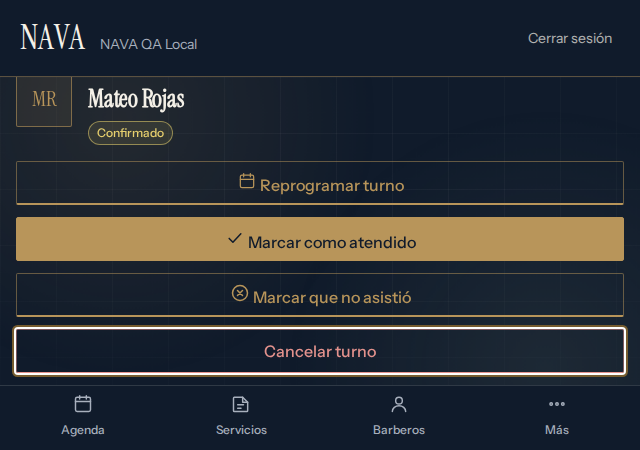 NAVA NAVA QA Local Cerrar sesión
MR Mateo Rojas
Confirmado
Reprogramar turno
Marcar como atendido
Marcar que no asistió
Cancelar turno
Agenda Servicios Barberos Más